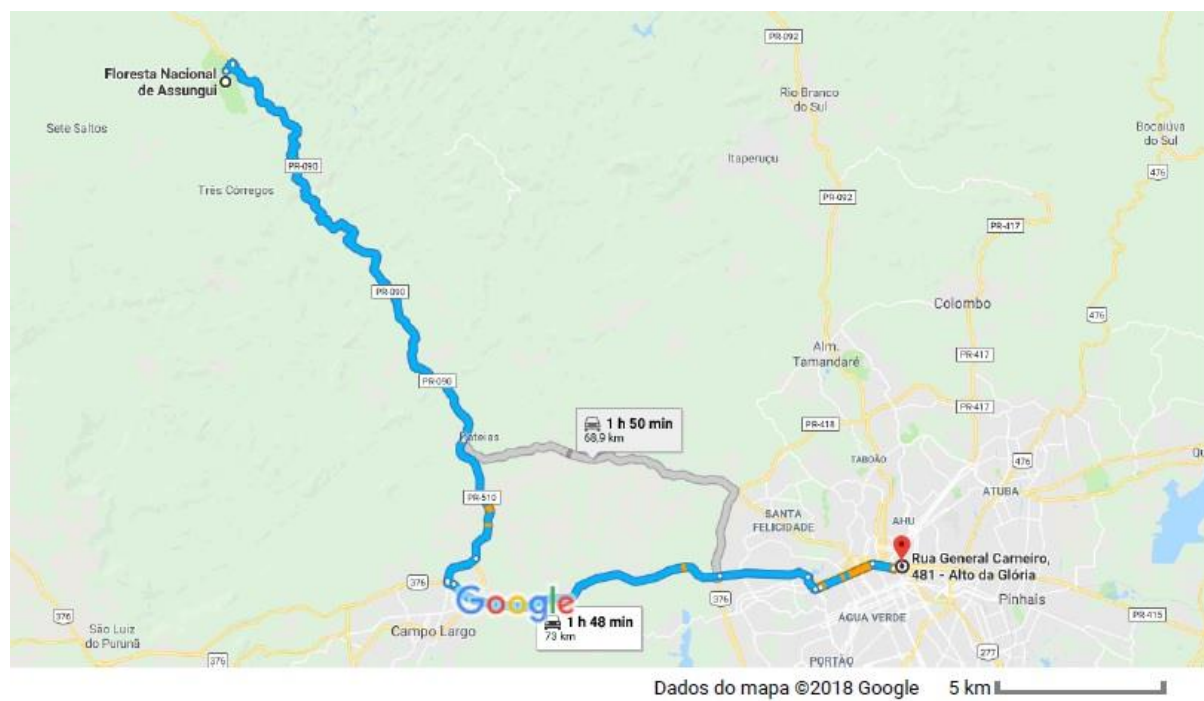 PR-092
Floresta Nacional
de Assungui
Rio Branco
do Sul
Sete Saltos
Bocaiúva
do Sul
Itaperuçu
PR-090
476
Três Córregos
PR-092
PR-417
PR-090
Colombo
476
Alm.
Tamandaré
PR-417
PR-090
1 h 50 min
68,9 km
PR-417
PR-418
Bateias
TABOÃO
476
ATUBA
PR-510
SANTA
FELICIDADE
AHU
Rua General Carneiro,
481 - Alto da Glória
376
Google
376
Pinhais
376
1 h 48 min
73 km
ÁGUA VERDE
PR-415
São Luiz
do Purunã
Campo Largo
376
277
PORTÃO
Dados do mapa ©2018 Google 5 km